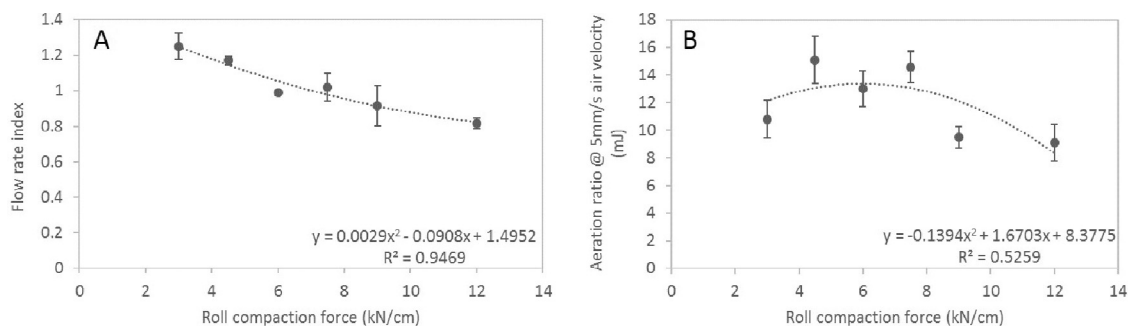 A
Flow rate index
1.4
1.2
1
0.8
0.6
0.4
0.2
0
y = 0.0029x² - 0.0908x + 1.4952
R² = 0.9469
0 2 4 6 8 10 12 14
Roll compaction force (kN/cm)
B
Aeration ratio @ 5mm/s air velocity
(mJ)
18
16
14
12
10
8
6
4
2
0
y = -0.1394x² + 1.6703x + 8.3775
R² = 0.5259
0 2 4 6 8 10 12 14
Roll compaction force (kN/cm)